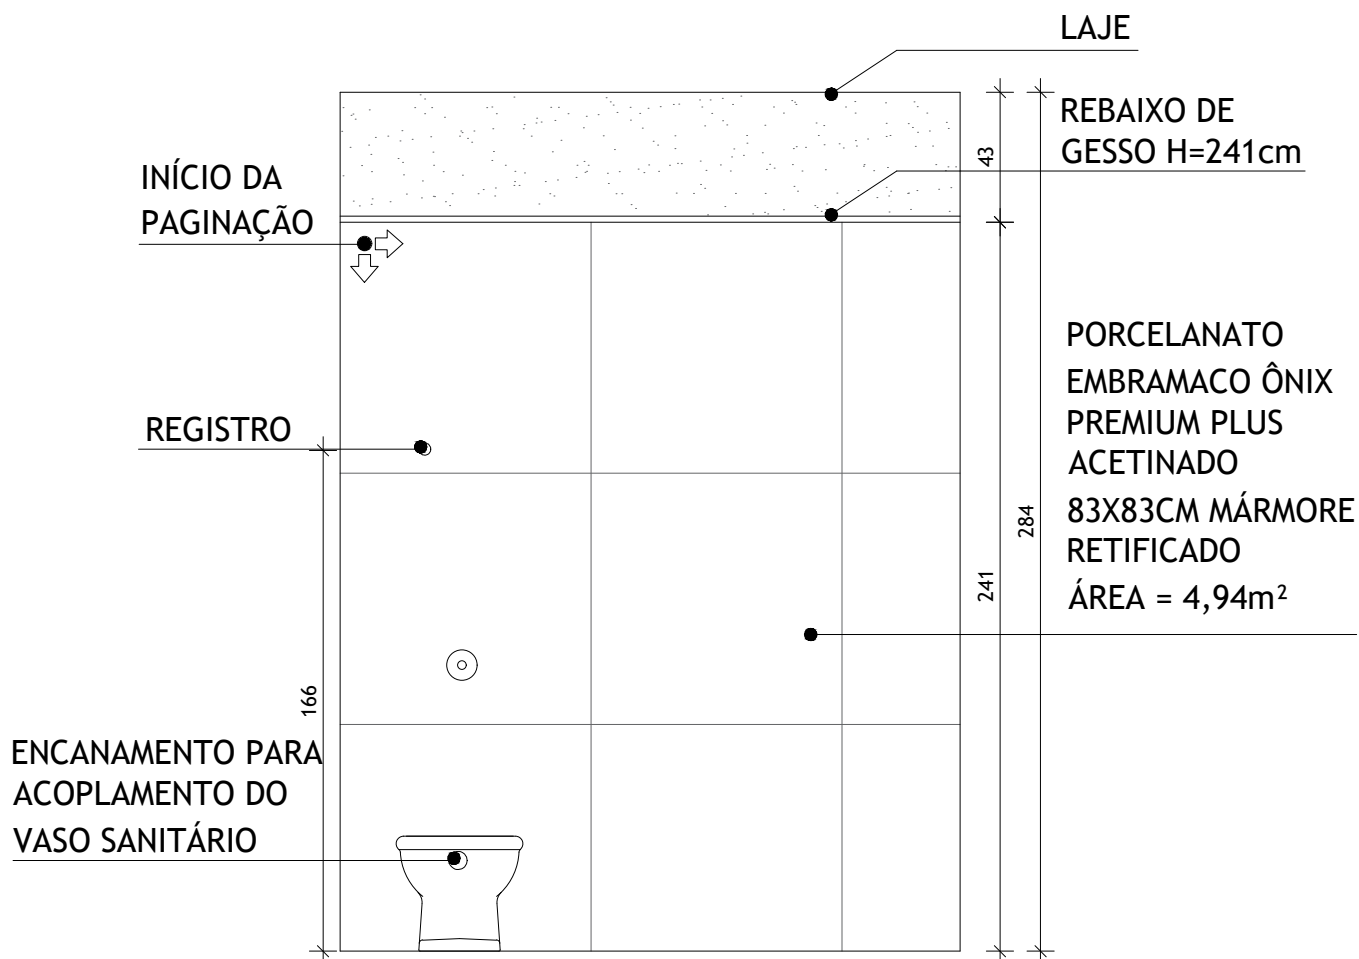 LAJE
REBAIXO DE
GESSO H=241cm
43
INÍCIO DA
PAGINAÇÃO
PORCELANATO
EMBRAMACO ÔNIX
PREMIUM PLUS
ACETINADO
83X83CM MÁRMORE
RETIFICADO
ÁREA = 4,94m²
REGISTRO
284
241
166
ENCANAMENTO PARA
ACOPLAMENTO DO
VASO SANITÁRIO